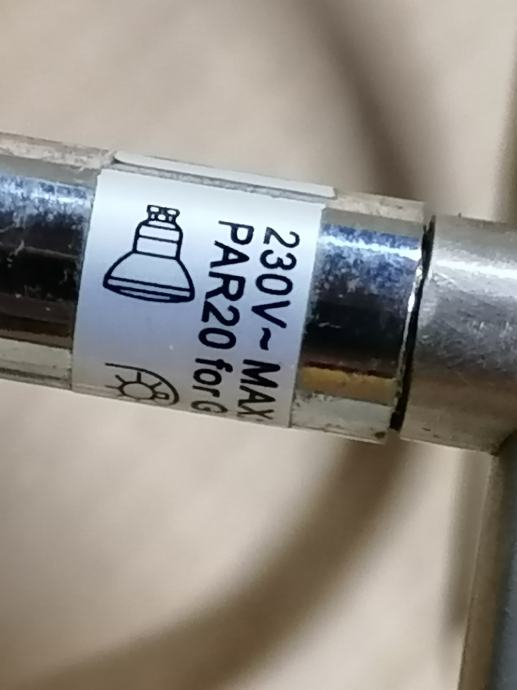 230V~ MAX
PAR20 for G